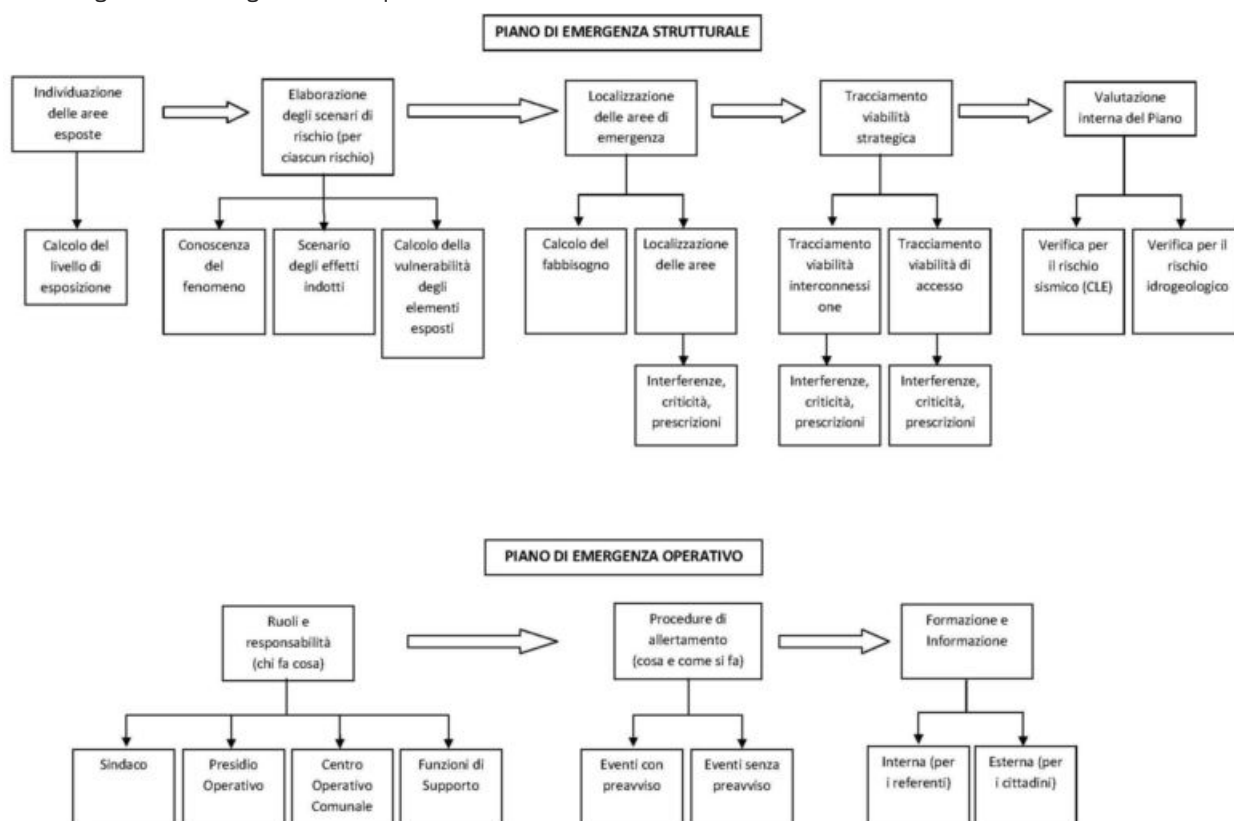 PIANO DI EMERGENZA STRUTTURALE
Individuazione
delle aree
esposte
Elaborazione
degli scenari di
rischio (per
ciascun rischio)
Localizzazione
delle aree di
emergenza
Tracciamento
viabilità
strategica
Valutazione
interna del Piano
Calcolo del
livello di
esposizione
Conoscenza
del
fenomeno
Scenario
degli effetti
indotti
Calcolo della
vulnerabilità
degli
elementi
esposti
Calcolo del
fabbisogno
Localizzazione
delle aree
Tracciamento
viabilità
interconnessi
one
Tracciamento
viabilità di
accesso
Verifica per
il rischio
sismico (CLE)
Verifica per il
rischio
idrogeologico
Interferenze,
criticità,
prescrizioni
Interferenze,
criticità,
prescrizioni
Interferenze,
criticità,
prescrizioni
PIANO DI EMERGENZA OPERATIVO
Ruoli e
responsabilità
(chi fa cosa)
Procedure di
allertamento
(cosa e come si fa)
Formazione e
Informazione
Sindaco
Presidio
Operativo
Centro
Operativo
Comunale
Funzioni di
Supporto
Eventi con
preavviso
Eventi senza
preavviso
Interna (per
i referenti)
Esterna (per
i cittadini)